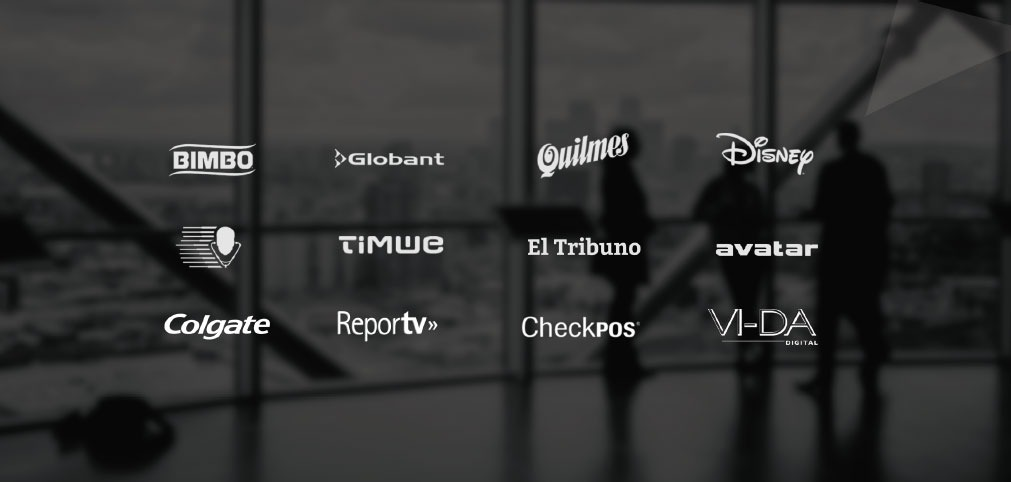 BIMBO
Globant
Quilmes
Disney
TiMWE
El Tribuno
avatar
Colgate
Reportv»
CheckPOS®
VI-DA
DIGITAL